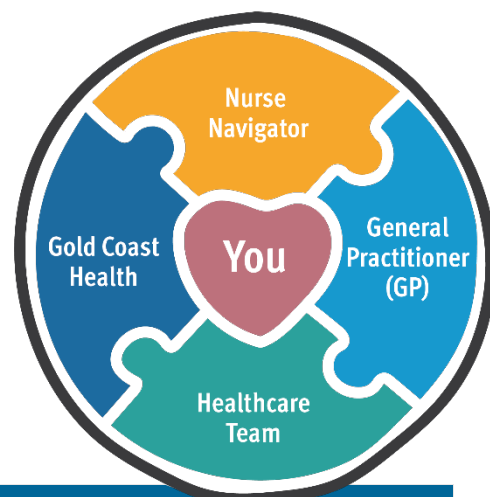 Nurse
Navigator
Gold Coast
Health
You
General
Practitioner
(GP)
Healthcare
Team